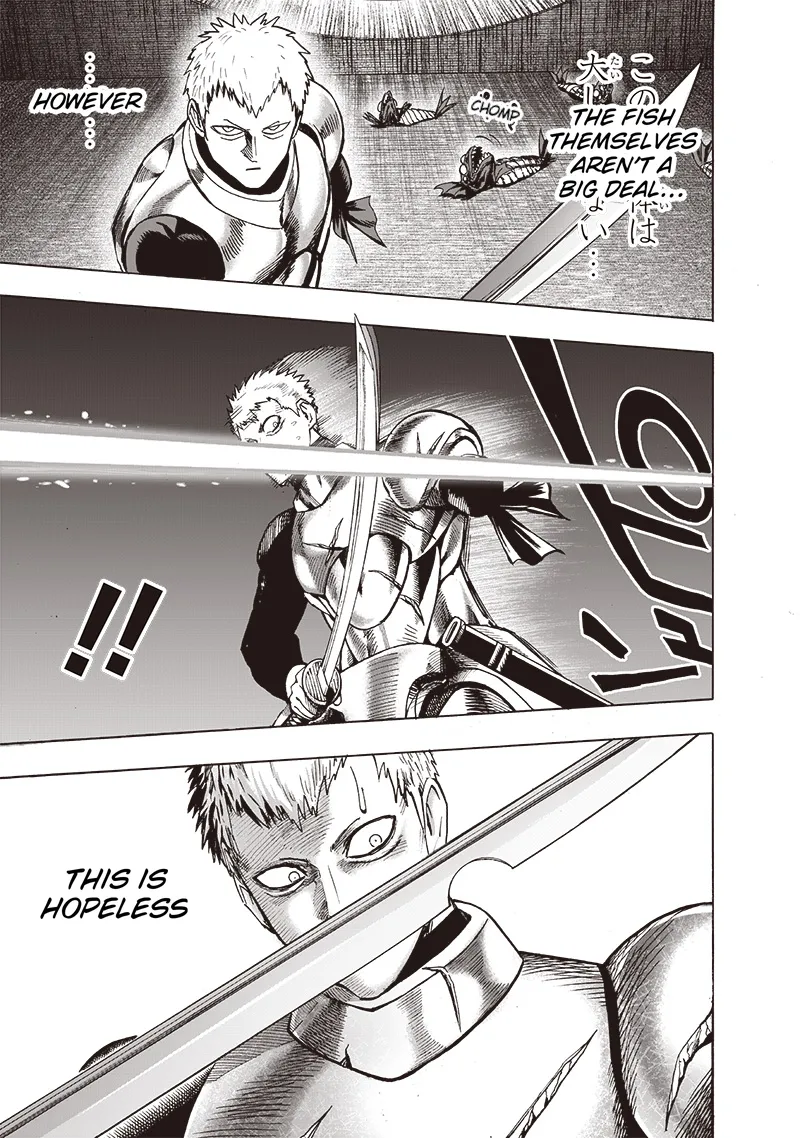 この
大
THE FISH
THEMSELVES
AREN'T A
BIG DEAL...
は
い…
CHOMP
HOWEVER
!!
THIS IS
HOPELESS